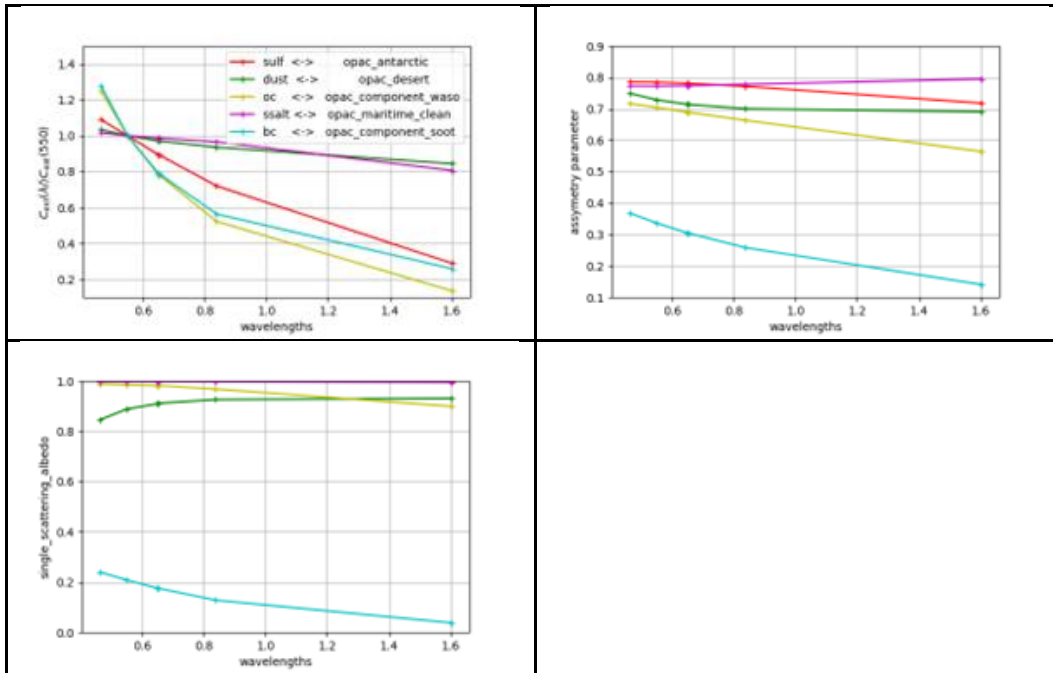 1.4
1.2
1.0
0.8
0.6
0.4
0.2
C_ext(λ)/C_ext(550)
sulf <-> opac_antarctic
dust <-> opac_desert
oc <-> opac_component_waso
ssalt <-> opac_maritime_clean
bc <-> opac_component_soot
0.6 0.8 1.0 1.2 1.4 1.6
wavelengths
0.9
0.8
0.7
0.6
0.5
0.4
0.3
0.2
0.1
assymetry parameter
0.6 0.8 1.0 1.2 1.4 1.6
wavelengths
1.0
0.8
0.6
0.4
0.2
0.0
single_scattering_albedo
0.6 0.8 1.0 1.2 1.4 1.6
wavelengths